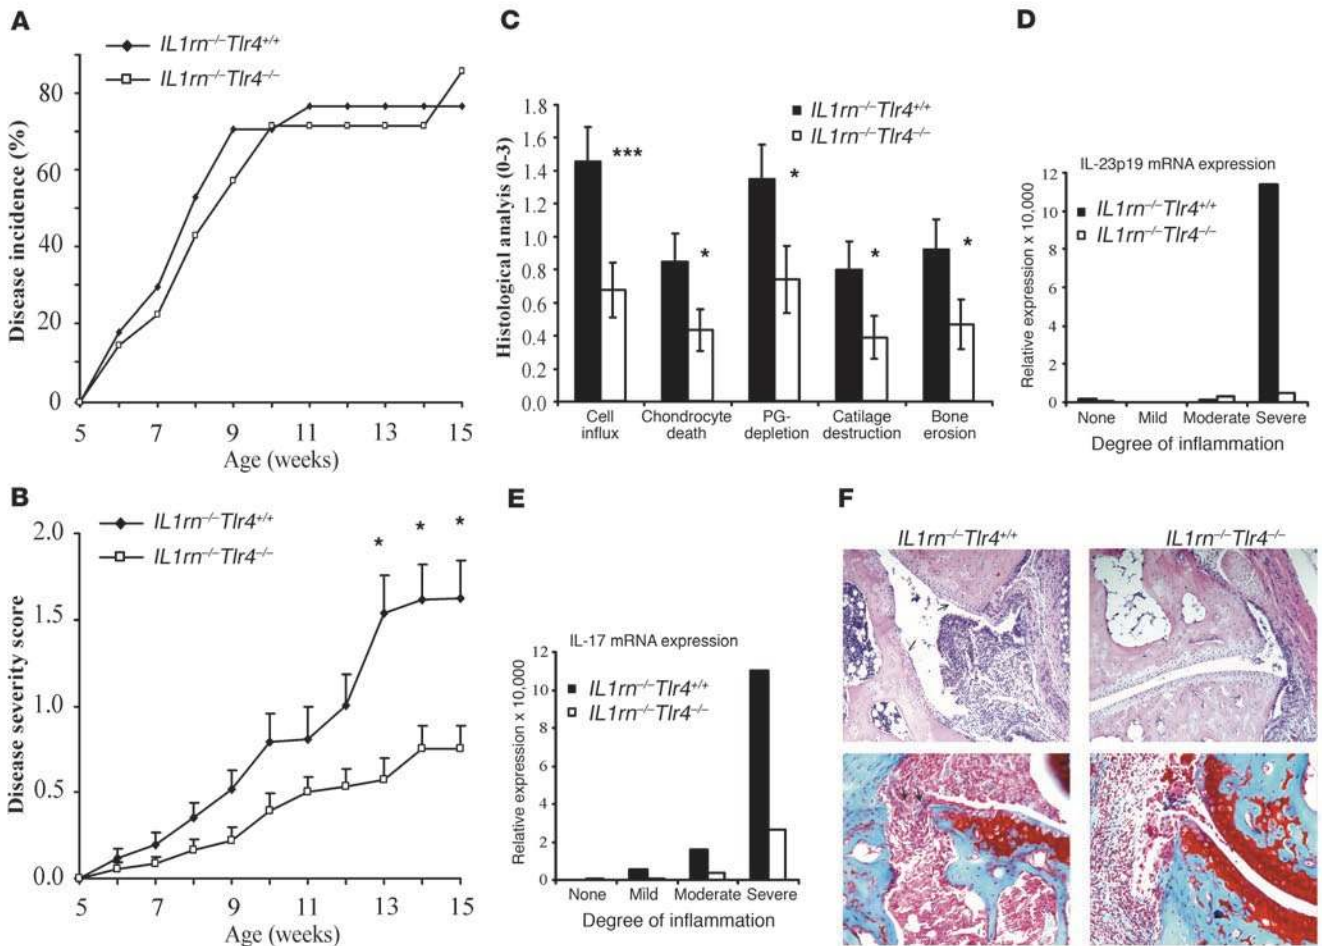 A
IL1rn–/–Tlr4+/+
IL1rn–/–Tlr4–/–
Disease incidence (%)
80
60
40
20
0
5 7 9 11 13 15
Age (weeks)
B
IL1rn–/–Tlr4+/+
IL1rn–/–Tlr4–/–
Disease severity score
2.0
1.5
1.0
0.5
0.0
* * *
5 7 9 11 13 15
Age (weeks)
C
IL1rn–/–Tlr4+/+
IL1rn–/–Tlr4–/–
Histological analyis (0-3)
1.8
1.6
1.4
1.2
1.0
0.8
0.6
0.4
0.2
0.0
*** * * * *
Cell
influx
Chondrocyte
death
PG-
depletion
Catilage
destruction
Bone
erosion
D
IL-23p19 mRNA expression
IL1rn–/–Tlr4+/+
IL1rn–/–Tlr4–/–
Relative expression x 10,000
12
10
8
6
4
2
0
None Mild Moderate Severe
Degree of inflammation
E
IL-17 mRNA expression
IL1rn–/–Tlr4+/+
IL1rn–/–Tlr4–/–
Relative expression x 10,000
12
10
8
6
4
2
0
None Mild Moderate Severe
Degree of inflammation
F
IL1rn–/–Tlr4+/+
IL1rn–/–Tlr4–/–